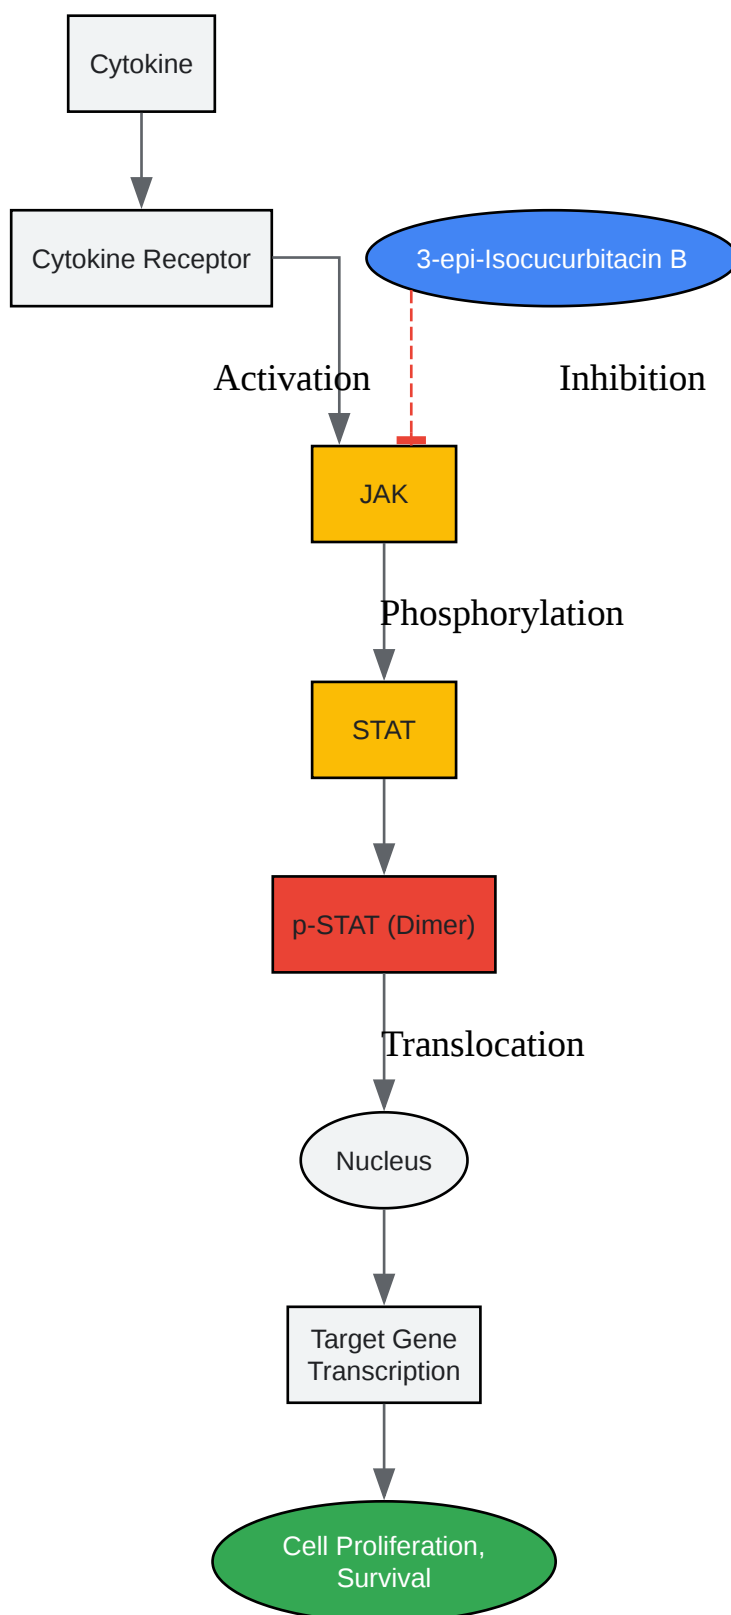 Cytokine
Cytokine Receptor
3-epi-Isocucurbitacin B
Activation
Inhibition
JAK
Phosphorylation
STAT
p-STAT (Dimer)
Translocation
Nucleus
Target Gene
Transcription
Cell Proliferation,
Survival